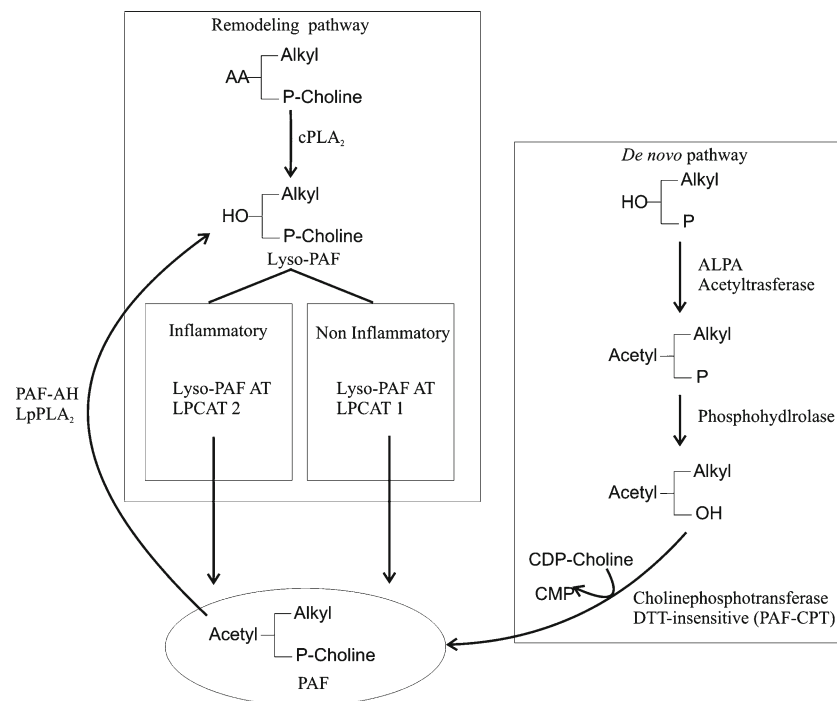 Remodeling pathway
Alkyl
AA
P-Choline
cPLA₂
Alkyl
HO
P-Choline
Lyso-PAF
Inflammatory
Lyso-PAF AT
LPCAT 2
Non Inflammatory
Lyso-PAF AT
LPCAT 1
PAF-AH
LpPLA₂
De novo pathway
Alkyl
HO
P
ALPA
Acetyltrasferase
Alkyl
Acetyl
P
Phosphohydlrolase
Alkyl
Acetyl
OH
CDP-Choline
CMP
Cholinephosphotransferase
DTT-insensitive (PAF-CPT)
Alkyl
Acetyl
P-Choline
PAF